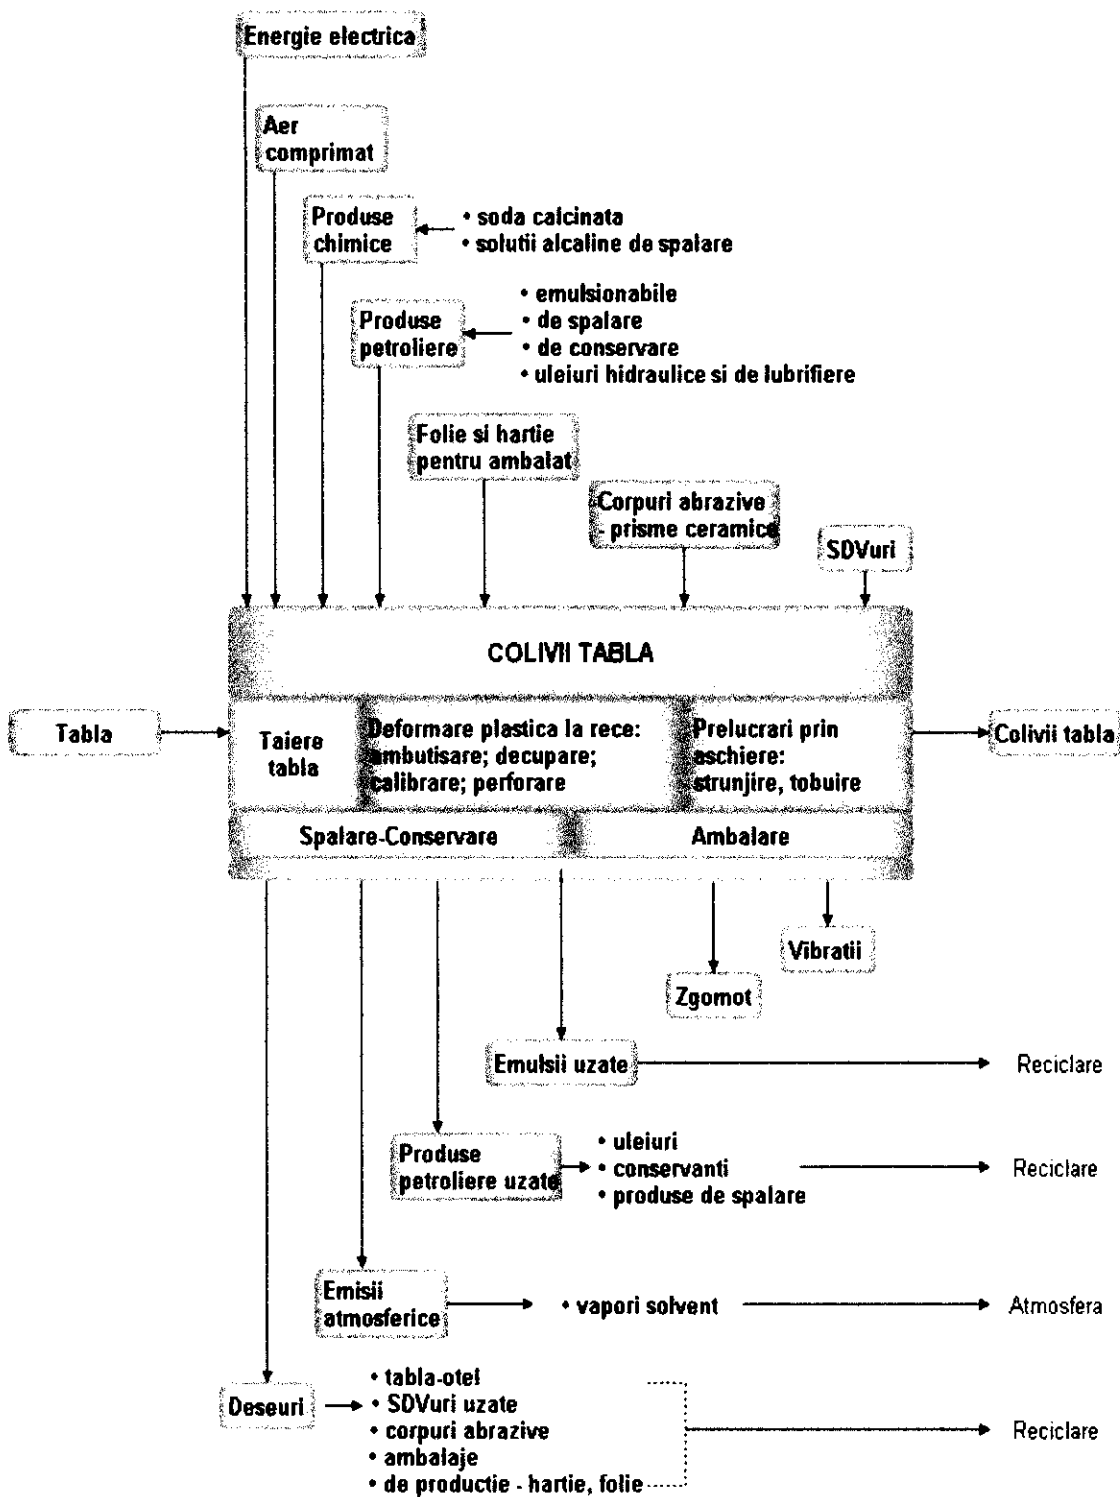 Energie electrica
Aer
comprimat
Produse
chimice
• soda calcinata
• solutii alcaline de spalare
Produse
petroliere
• emulsionabile
• de spalare
• de conservare
• uleiuri hidraulice si de lubrifiere
Folie si hartie
pentru ambalat
Corpuri abrazive
- prisme ceramice
SDVuri
COLIVII TABLA
Tabla
Taiere
tabla
Deformare plastica la rece:
ambutisare; decupare;
calibrare; perforare
Prelucrari prin
aschiere:
strunjire, tobuire
Colivii tabla
Spalare-Conservare
Ambalare
Vibratii
Zgomot
Emulsii uzate
Reciclare
Produse
petroliere uzate
• uleiuri
• conservanti
• produse de spalare
Reciclare
Emisii
atmosferice
• vapori solvent
Atmosfera
Deseuri
• tabla-otel
• SDVuri uzate
• corpuri abrazive
• ambalaje
• de productie - hartie, folie
Reciclare